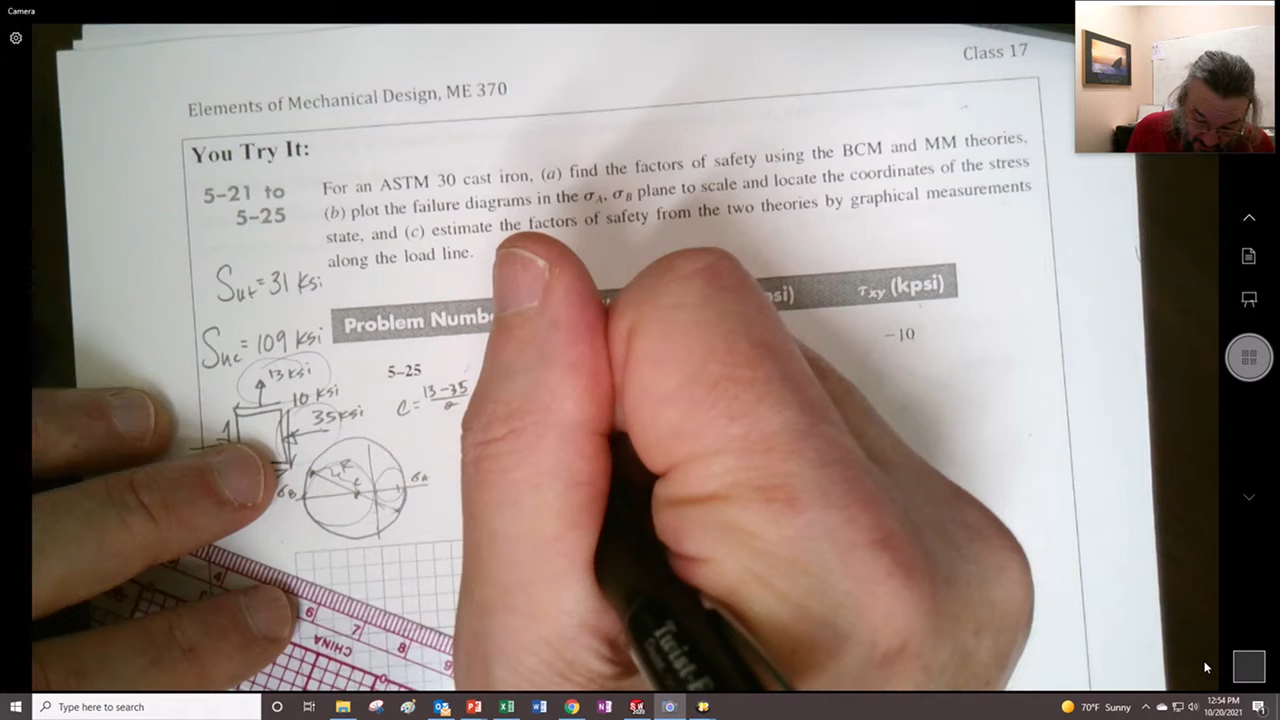 Camera
Class 17
Elements of Mechanical Design, ME 370
You Try It:
5-21 to
5-25
For an ASTM 30 cast iron, (a) find the factors of safety using the BCM and MM theories,
(b) plot the failure diagrams in the σA, σB plane to scale and locate the coordinates of the stress
state, and (c) estimate the factors of safety from the two theories by graphical measurements
along the load line.
Sut = 31 ksi
Suc = 109 ksi
Problem Numb
psi)
τxy (kpsi)
5–25
−10
13 ksi
10 ksi
35 ksi
C = 13-35
2
R
C
σB
σA
6
7
8
9
CHINA
Twist-E
Type here to search
70°F Sunny
12:54 PM
10/20/2021